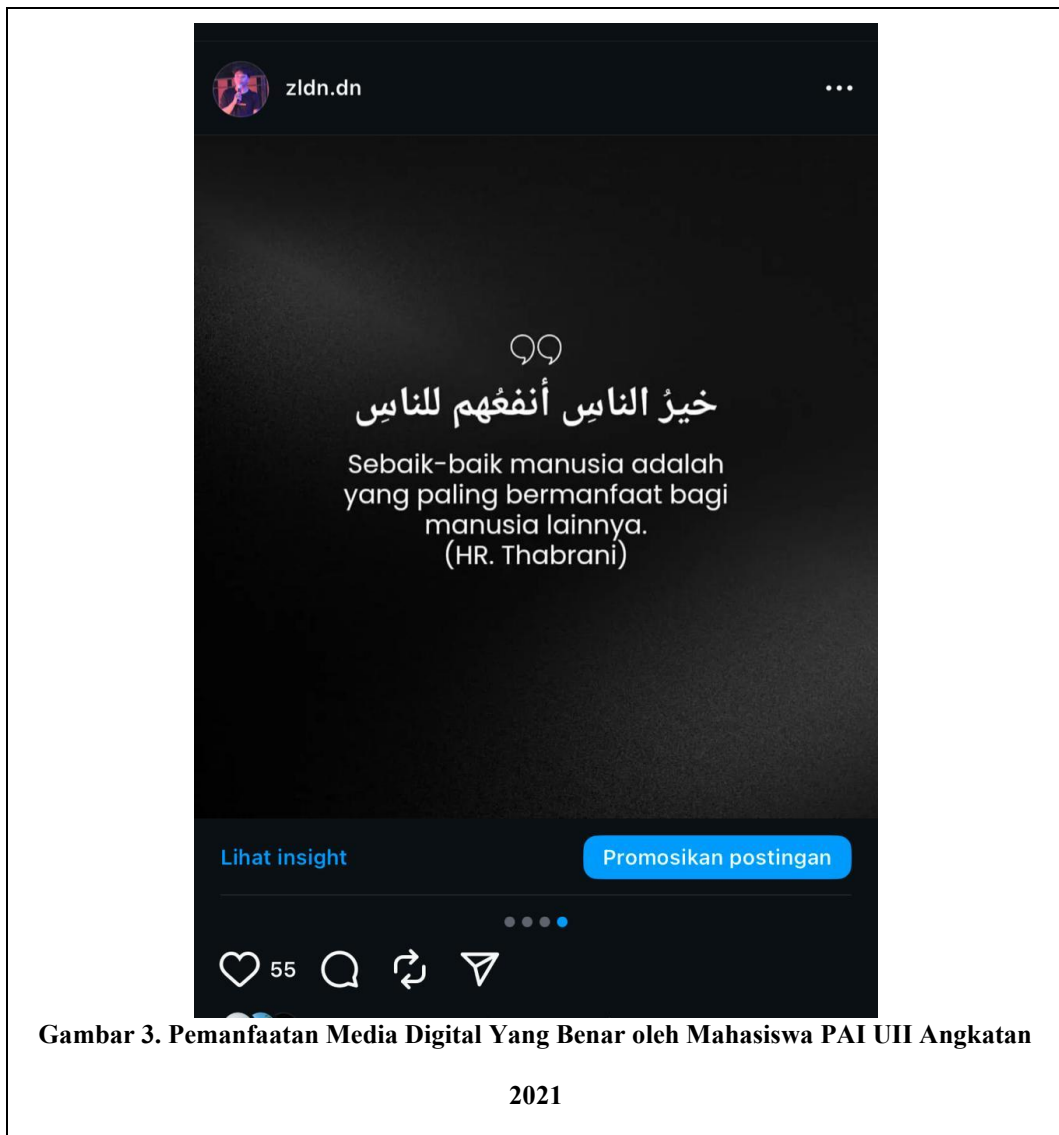 zldn.dn
خيرُ الناسِ أنفعُهم للناسِ
Sebaik-baik manusia adalah
yang paling bermanfaat bagi
manusia lainnya.
(HR. Thabrani)
Lihat insight
Promosikan postingan
55
Gambar 3. Pemanfaatan Media Digital Yang Benar oleh Mahasiswa PAI UII Angkatan
2021